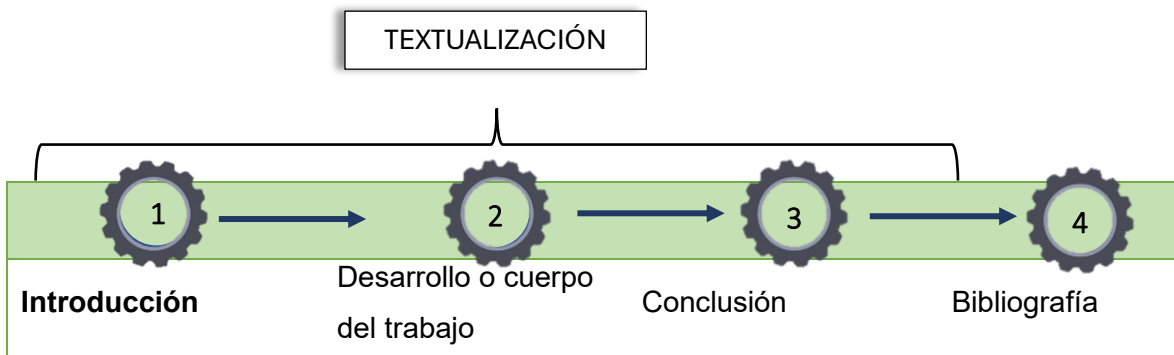 TEXTUALIZACIÓN
1
2
3
4
Introducción
Desarrollo o cuerpo
del trabajo
Conclusión
Bibliografía